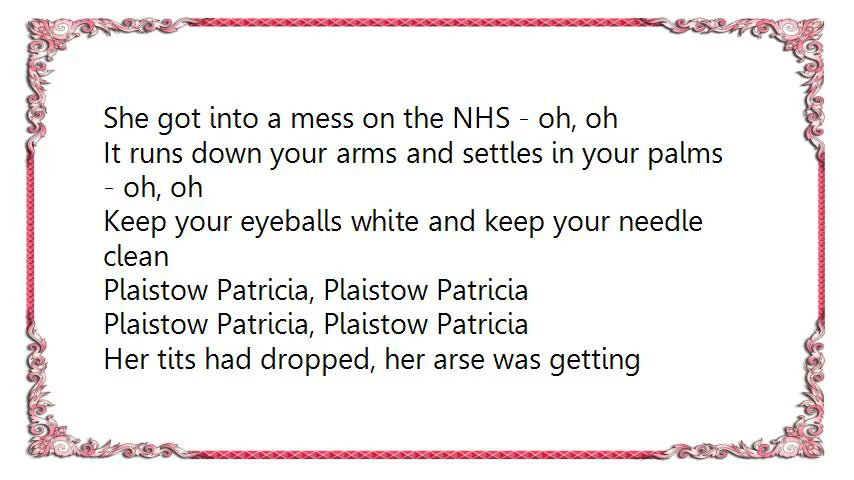 She got into a mess on the NHS - oh, oh
It runs down your arms and settles in your palms
- oh, oh
Keep your eyeballs white and keep your needle
clean
Plaistow Patricia, Plaistow Patricia
Plaistow Patricia, Plaistow Patricia
Her tits had dropped, her arse was getting